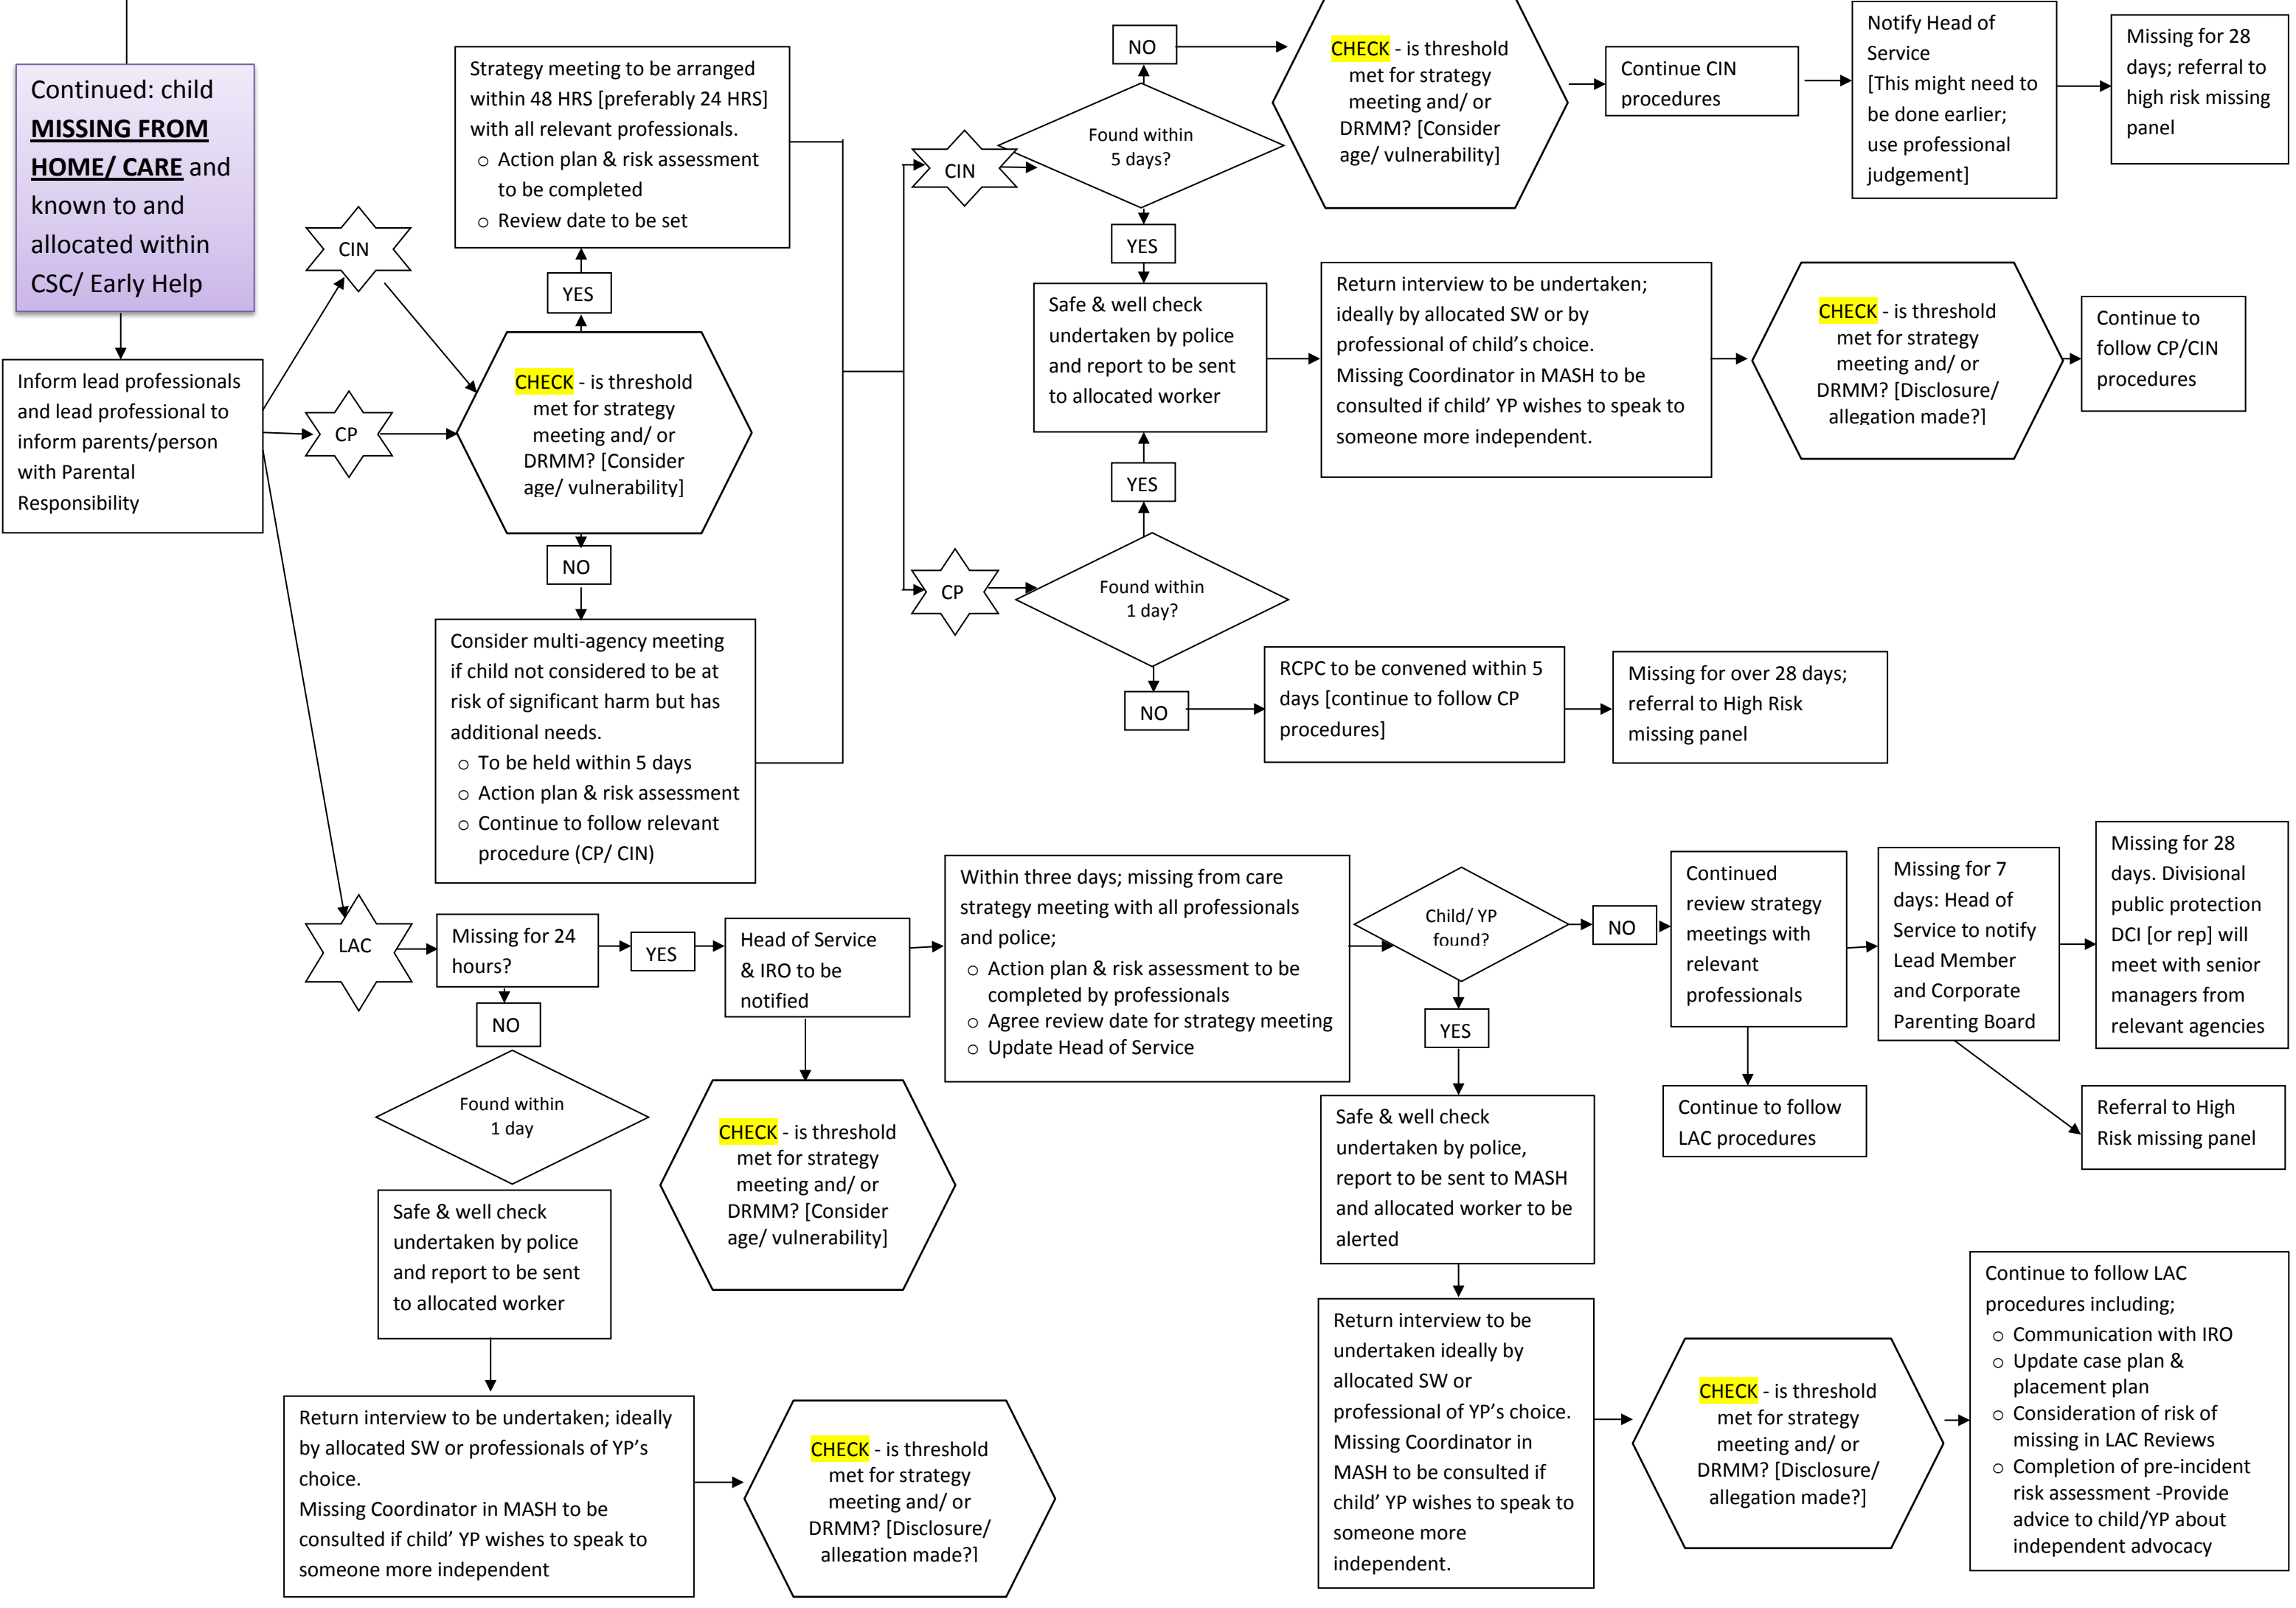 Continued: child
MISSING FROM
HOME/ CARE and
known to and
allocated within
CSC/ Early Help
Inform lead professionals
and lead professional to
inform parents/person
with Parental
Responsibility
CIN
CP
LAC
Strategy meeting to be arranged
within 48 HRS [preferably 24 HRS]
with all relevant professionals.
o Action plan & risk assessment
to be completed
o Review date to be set
YES
CHECK - is threshold
met for strategy
meeting and/ or
DRMM? [Consider
age/ vulnerability]
NO
Consider multi-agency meeting
if child not considered to be at
risk of significant harm but has
additional needs.
o To be held within 5 days
o Action plan & risk assessment
o Continue to follow relevant
procedure (CP/ CIN)
CIN
Found within
5 days?
NO
CHECK - is threshold
met for strategy
meeting and/ or
DRMM? [Consider
age/ vulnerability]
Continue CIN
procedures
Notify Head of
Service
[This might need to
be done earlier;
use professional
judgement]
Missing for 28
days; referral to
high risk missing
panel
YES
Safe & well check
undertaken by police
and report to be sent
to allocated worker
Return interview to be undertaken;
ideally by allocated SW or by
professional of child’s choice.
Missing Coordinator in MASH to be
consulted if child’ YP wishes to speak to
someone more independent.
CHECK - is threshold
met for strategy
meeting and/ or
DRMM? [Disclosure/
allegation made?]
Continue to
follow CP/CIN
procedures
YES
CP
Found within
1 day?
NO
RCPC to be convened within 5
days [continue to follow CP
procedures]
Missing for over 28 days;
referral to High Risk
missing panel
Missing for 24
hours?
YES
Head of Service
& IRO to be
notified
Within three days; missing from care
strategy meeting with all professionals
and police;
o Action plan & risk assessment to be
completed by professionals
o Agree review date for strategy meeting
o Update Head of Service
Child/ YP
found?
NO
Continued
review strategy
meetings with
relevant
professionals
Missing for 7
days: Head of
Service to notify
Lead Member
and Corporate
Parenting Board
Missing for 28
days. Divisional
public protection
DCI [or rep] will
meet with senior
managers from
relevant agencies
Continue to follow
LAC procedures
Referral to High
Risk missing panel
NO
Found within
1 day
Safe & well check
undertaken by police
and report to be sent
to allocated worker
CHECK - is threshold
met for strategy
meeting and/ or
DRMM? [Consider
age/ vulnerability]
Return interview to be undertaken; ideally
by allocated SW or professionals of YP’s
choice.
Missing Coordinator in MASH to be
consulted if child’ YP wishes to speak to
someone more independent
CHECK - is threshold
met for strategy
meeting and/ or
DRMM? [Disclosure/
allegation made?]
YES
Safe & well check
undertaken by police,
report to be sent to MASH
and allocated worker to be
alerted
Return interview to be
undertaken ideally by
allocated SW or
professional of YP’s choice.
Missing Coordinator in
MASH to be consulted if
child’ YP wishes to speak to
someone more
independent.
CHECK - is threshold
met for strategy
meeting and/ or
DRMM? [Disclosure/
allegation made?]
Continue to follow LAC
procedures including;
o Communication with IRO
o Update case plan &
placement plan
o Consideration of risk of
missing in LAC Reviews
o Completion of pre-incident
risk assessment -Provide
advice to child/YP about
independent advocacy